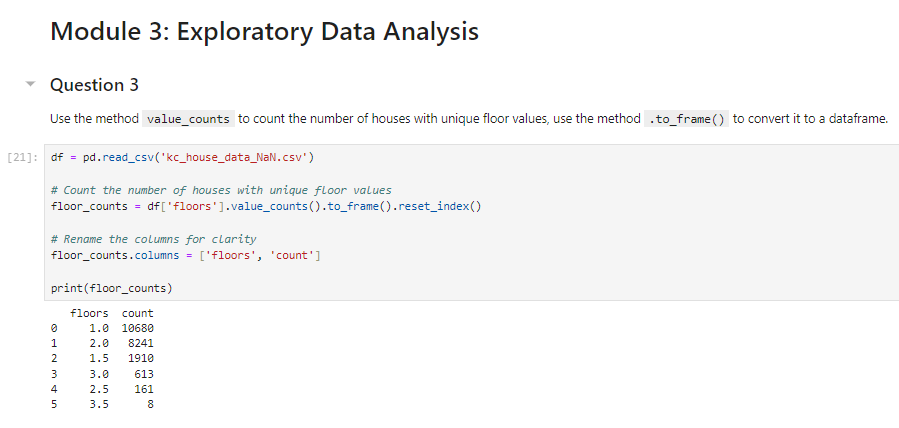 Module 3: Exploratory Data Analysis
Question 3
Use the method value_counts to count the number of houses with unique floor values, use the method .to_frame() to convert it to a dataframe.
[21]: df = pd.read_csv('kc_house_data_NaN.csv')
# Count the number of houses with unique floor values
floor_counts = df['floors'].value_counts().to_frame().reset_index()
# Rename the columns for clarity
floor_counts.columns = ['floors', 'count']
print(floor_counts)
floors count
0 1.0 10680
1 2.0 8241
2 1.5 1910
3 3.0 613
4 2.5 161
5 3.5 8